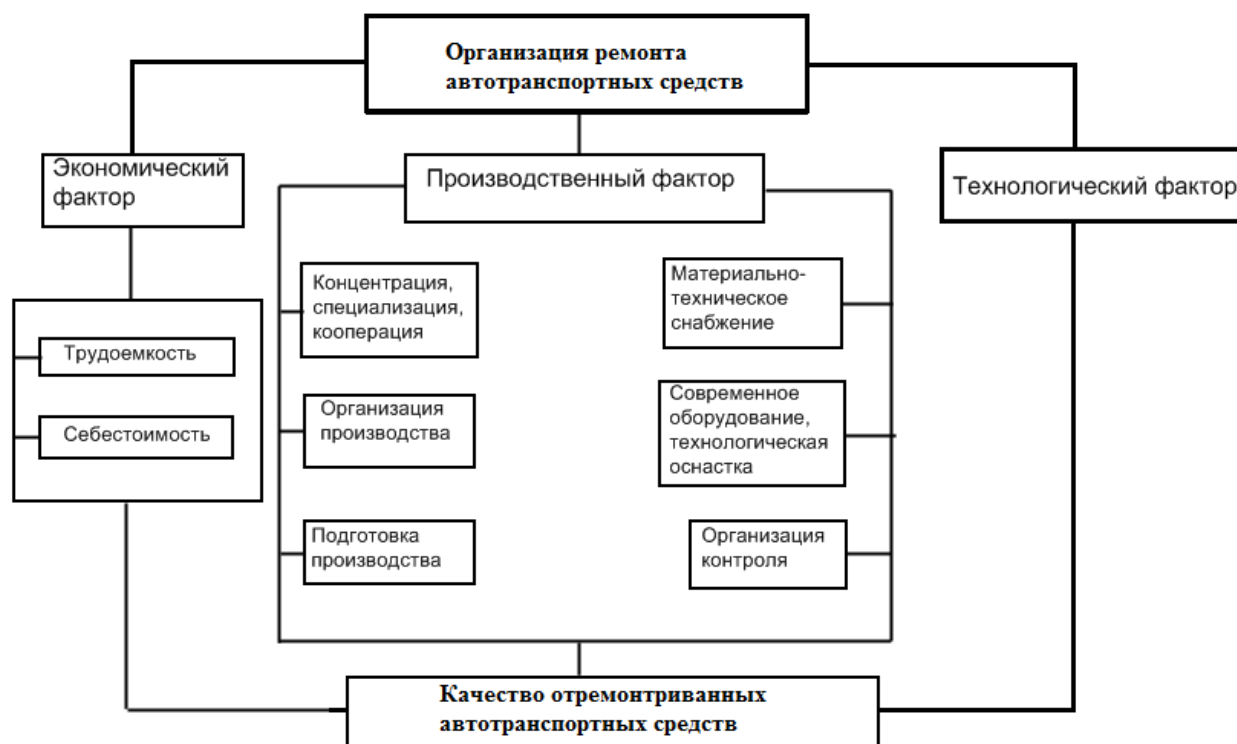 Организация ремонта
автотранспортных средств
Экономический
фактор
Производственный фактор
Технологический фактор
Трудоемкость
Себестоимость
Концентрация,
специализация,
кооперация
Организация
производства
Подготовка
производства
Материально-
техническое
снабжение
Современное
оборудование,
технологическая
оснастка
Организация
контроля
Качество отремонтриванных
автотранспортных средств